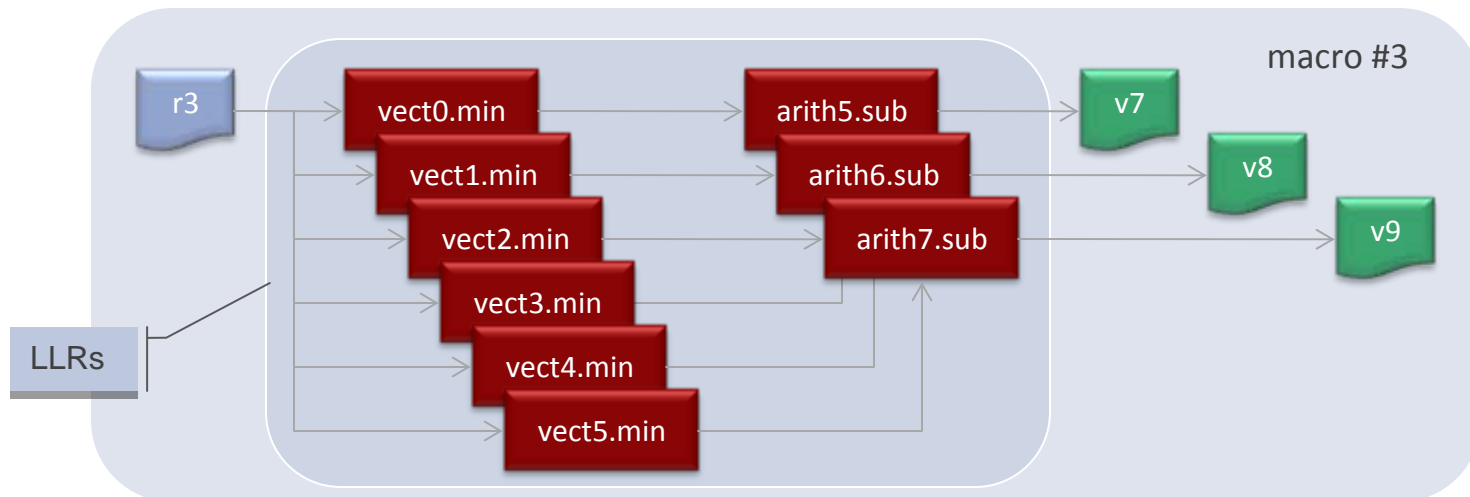 macro #3
r3
vect0.min
arith5.sub
v7
vect1.min
arith6.sub
v8
vect2.min
arith7.sub
v9
vect3.min
LLRs
vect4.min
vect5.min